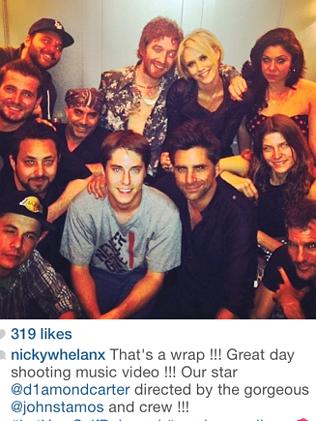 NEVER
319 likes
nickywhelanx That's a wrap !!! Great day
shooting music video !!! Our star
@d1amondcarter directed by the gorgeous
@johnstamos and crew !!!